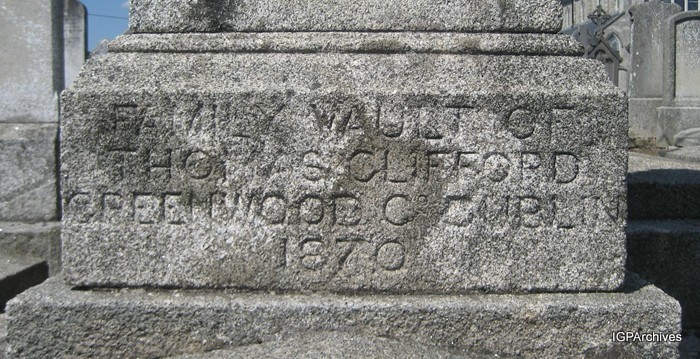 FAMILY VAULT OF
THOMAS CLIFFORD
GREENWOOD Co DUBLIN
1870
IGPArchives